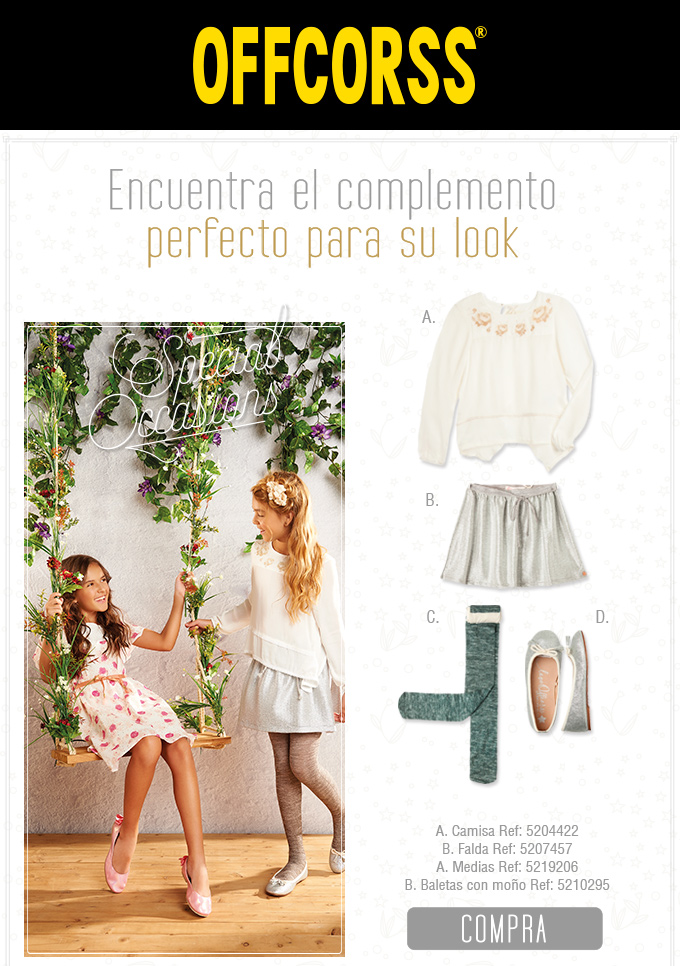 OFFCORSS®
Encuentra el complemento
perfecto para su look
Special
Occasions
A.
B.
C.
D.
A. Camisa Ref: 5204422
B. Falda Ref: 5207457
A. Medias Ref: 5219206
B. Baletas con moño Ref: 5210295
COMPRA